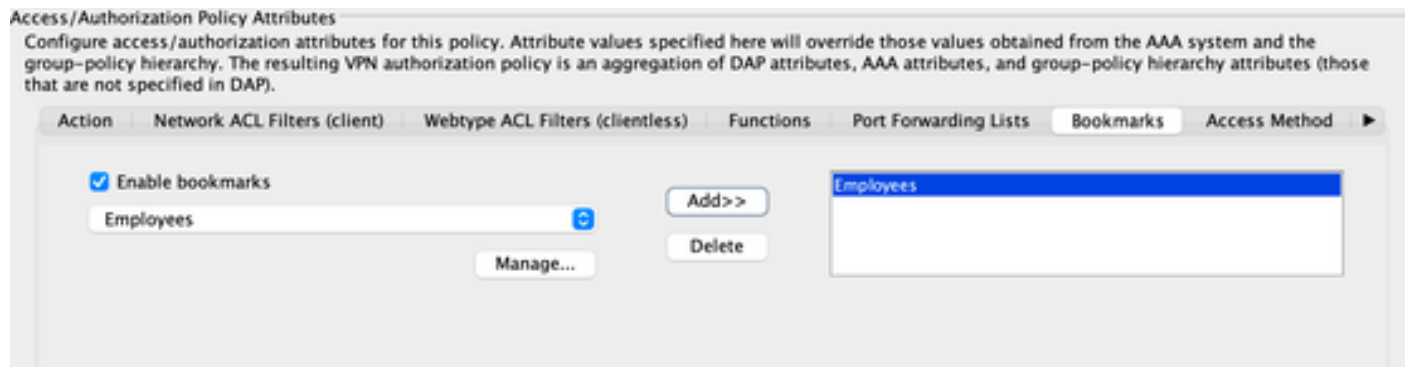 Access/Authorization Policy Attributes
Configure access/authorization attributes for this policy. Attribute values specified here will override those values obtained from the AAA system and the
group-policy hierarchy. The resulting VPN authorization policy is an aggregation of DAP attributes, AAA attributes, and group-policy hierarchy attributes (those
that are not specified in DAP).
Action Network ACL Filters (client) Webtype ACL Filters (clientless) Functions Port Forwarding Lists Bookmarks Access Method
Enable bookmarks
Employees
Manage...
Add>>
Delete
Employees